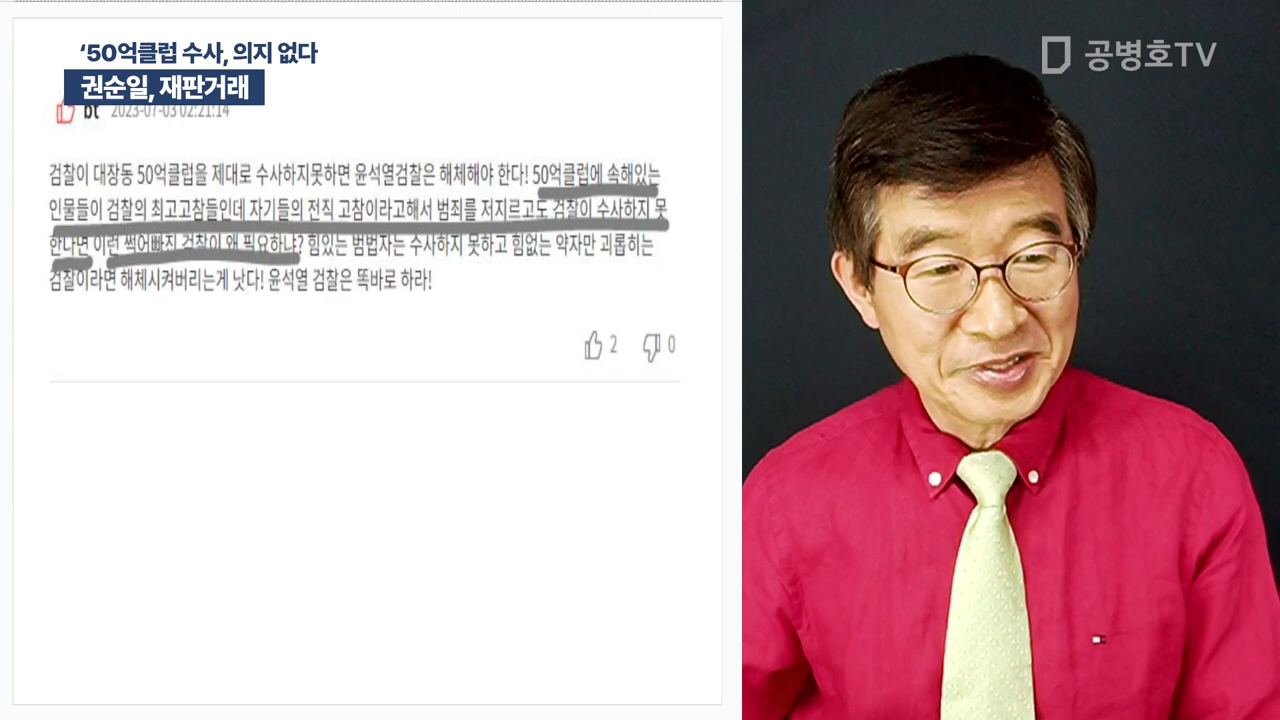 ‘50억클럽 수사, 의지 없다
권순일, 재판거래
공병호TV
bt 2023-07-03 02:21:14
검찰이 대장동 50억클럽을 제대로 수사하지못하면 윤석열검찰은 해체해야 한다! 50억클럽에 속해있는
인물들이 검찰의 최고고참들인데 자기들의 전직 고참이라고해서 범죄를 저지르고도 검찰이 수사하지 못
한다면 이런 썩어빠진 검찰이 왜 필요하냐? 힘있는 범법자는 수사하지 못하고 힘없는 약자만 괴롭히는
검찰이라면 해체시켜버리는게 낫다! 윤석열 검찰은 똑바로 하라!
2 0